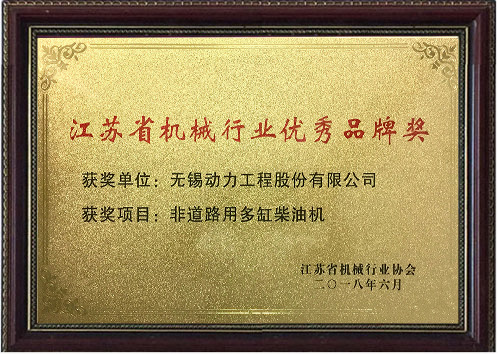 江苏省机械行业优秀品牌奖
获奖单位：无锡动力工程股份有限公司
获奖项目：非道路用多缸柴油机
江苏省机械行业协会
二〇一八年六月